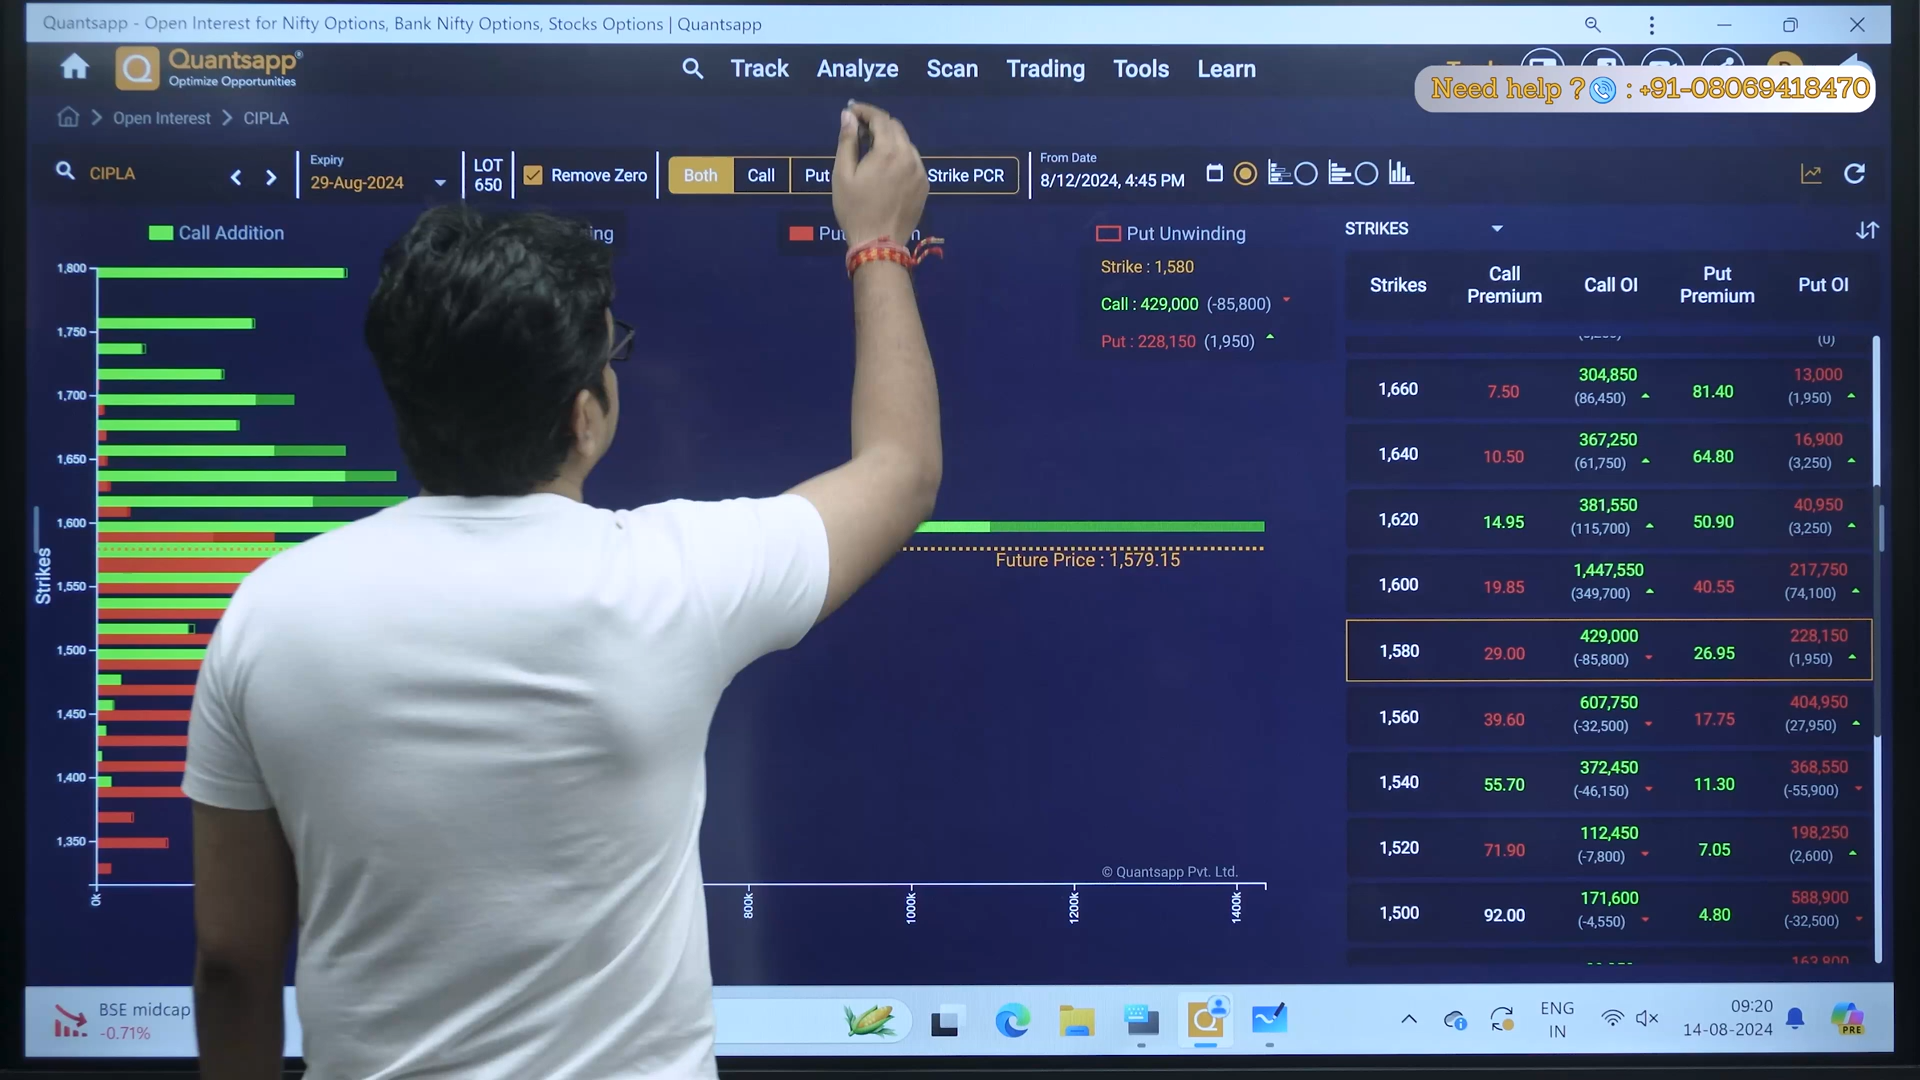 Quantsapp - Open Interest for Nifty Options, Bank Nifty Options, Stocks Options | Quantsapp
Quantsapp®
Optimize Opportunities
Track Analyze Scan Trading Tools Learn
Need help ? : +91-08069418470
Open Interest > CIPLA
CIPLA
Expiry
29-Aug-2024
LOT
650
Remove Zero
Both Call Put Strike PCR
From Date
8/12/2024, 4:45 PM
Call Addition
Put Unwinding
Strike : 1,580
Call : 429,000 (-85,800)
Put : 228,150 (1,950)
1,800
1,750
1,700
1,650
1,600
1,550
1,500
1,450
1,400
1,350
Strikes
Future Price : 1,579.15
© Quantsapp Pvt. Ltd.
0k 800k 1000k 1200k 1400k
STRIKES
Strikes Call Premium Call OI Put Premium Put OI
(0)
1,660 7.50 304,850 (86,450) 81.40 13,000 (1,950)
1,640 10.50 367,250 (61,750) 64.80 16,900 (3,250)
1,620 14.95 381,550 (115,700) 50.90 40,950 (3,250)
1,600 19.85 1,447,550 (349,700) 40.55 217,750 (74,100)
1,580 29.00 429,000 (-85,800) 26.95 228,150 (1,950)
1,560 39.60 607,750 (-32,500) 17.75 404,950 (27,950)
1,540 55.70 372,450 (-46,150) 11.30 368,550 (-55,900)
1,520 71.90 112,450 (-7,800) 7.05 198,250 (2,600)
1,500 92.00 171,600 (-4,550) 4.80 588,900 (-32,500)
163,800
BSE midcap
-0.71%
ENG
IN
09:20
14-08-2024
PRE